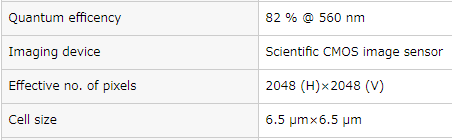 Quantum efficency 82 % @ 560 nm
Imaging device Scientific CMOS image sensor
Effective no. of pixels 2048 (H)×2048 (V)
Cell size 6.5 μm×6.5 μm